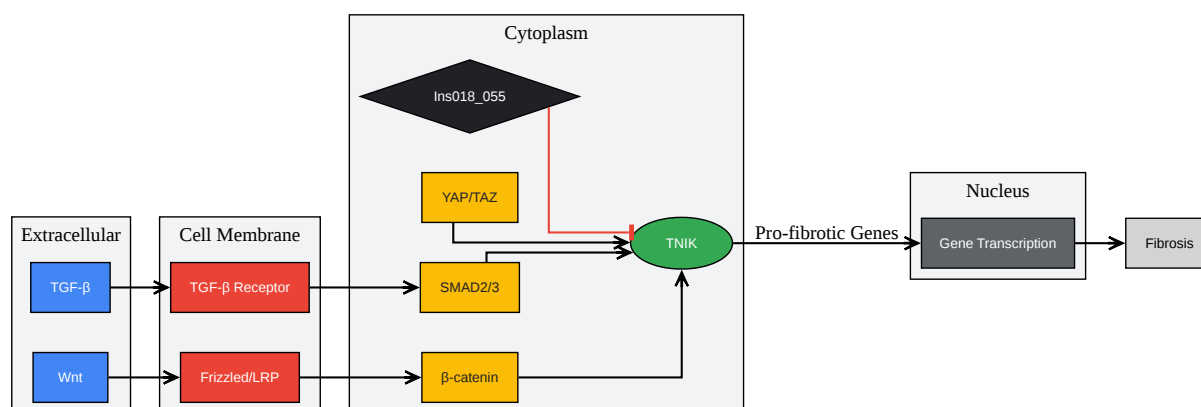 Cytoplasm
Ins018_055
YAP/TAZ
Nucleus
Extracellular
Cell Membrane
TNIK
Pro-fibrotic Genes
Gene Transcription
Fibrosis
TGF-β
TGF-β Receptor
SMAD2/3
Wnt
Frizzled/LRP
β-catenin